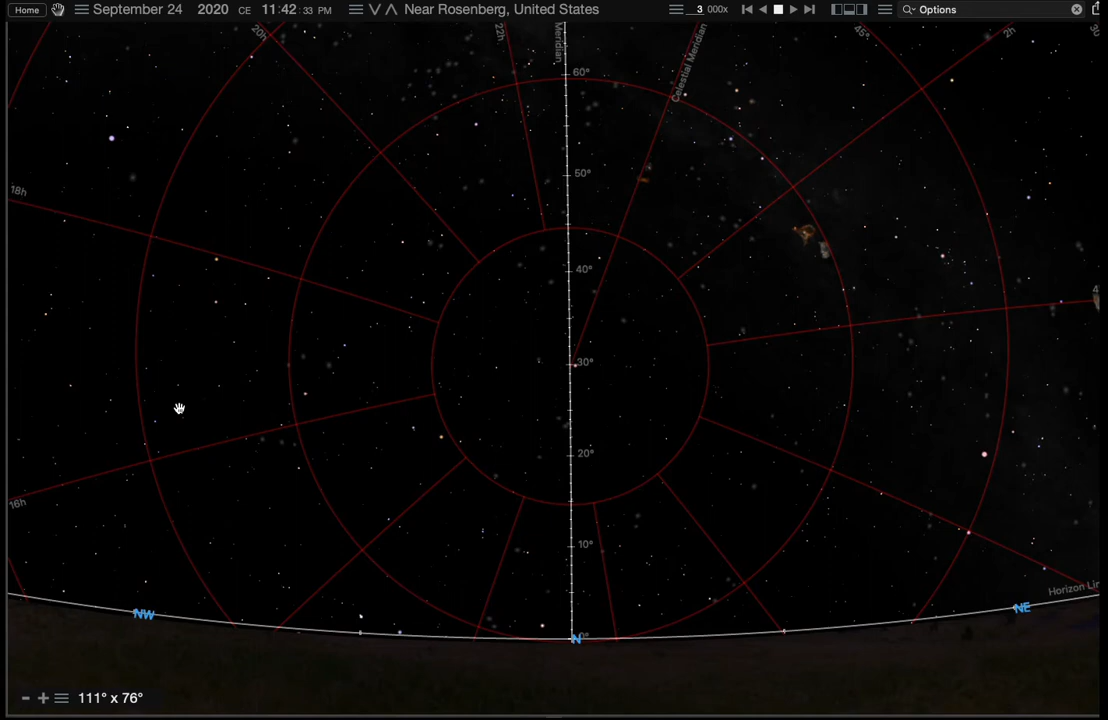 Home September 24 2020 CE 11:42:33 PM Near Rosenberg, United States 3 000x Options
20h 22h Meridian Celestial Meridian 45° 2h
60°
50°
18h
40°
30°
20°
16h
10°
0°
Horizon Lin
NW N NE
111° x 76°